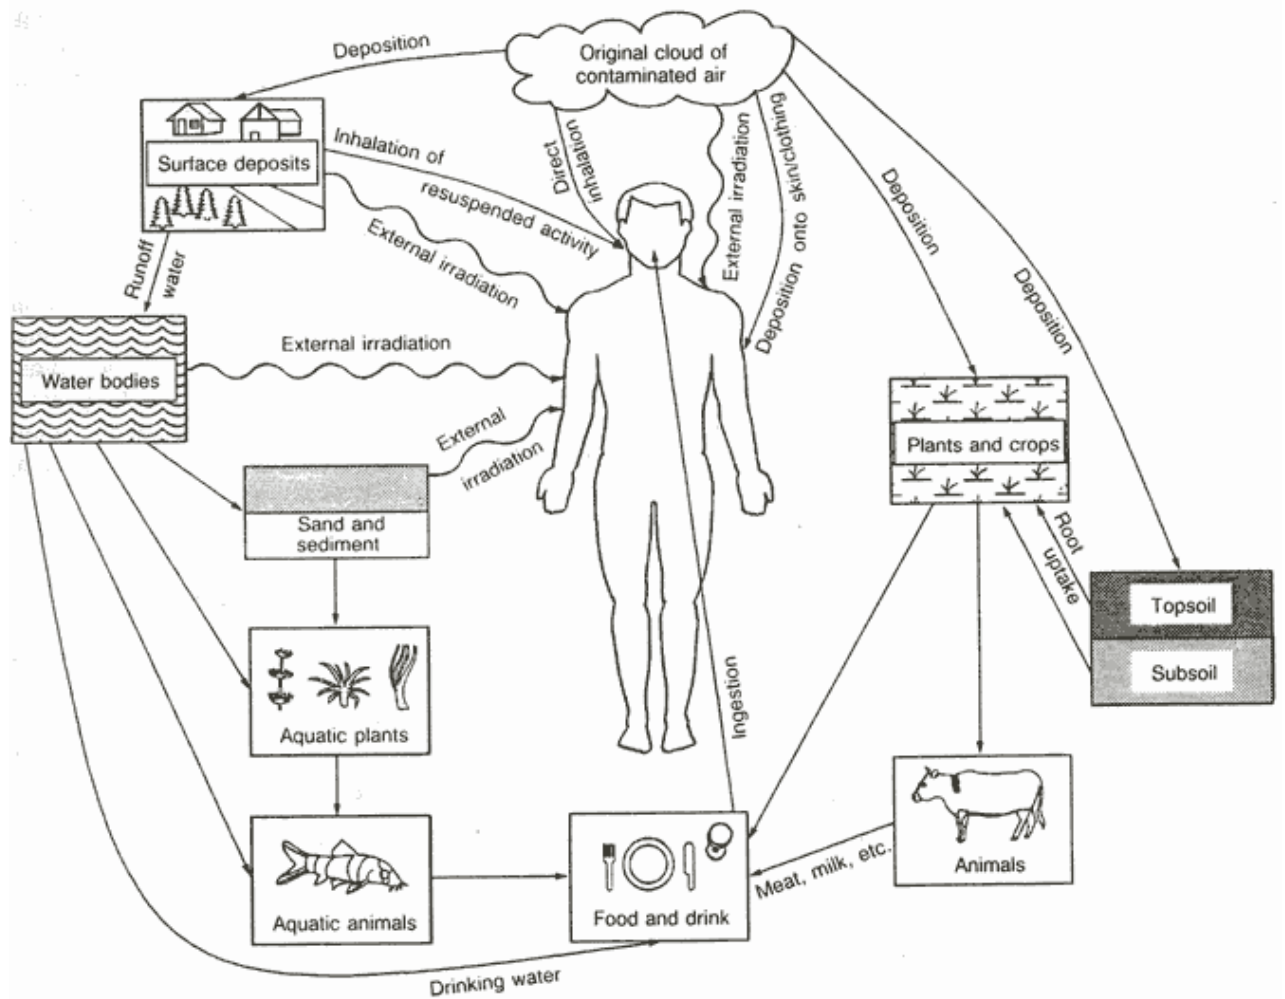 Original cloud of
contaminated air
Deposition
Surface deposits
Inhalation of
resuspended activity
Direct
inhalation
External irradiation
Deposition onto skin/clothing
Deposition
Deposition
External irradiation
Runoff
water
Water bodies
External irradiation
External
irradiation
Sand and
sediment
Plants and crops
Root
uptake
Topsoil
Subsoil
Aquatic plants
Ingestion
Aquatic animals
Food and drink
Meat, milk, etc.
Animals
Drinking water